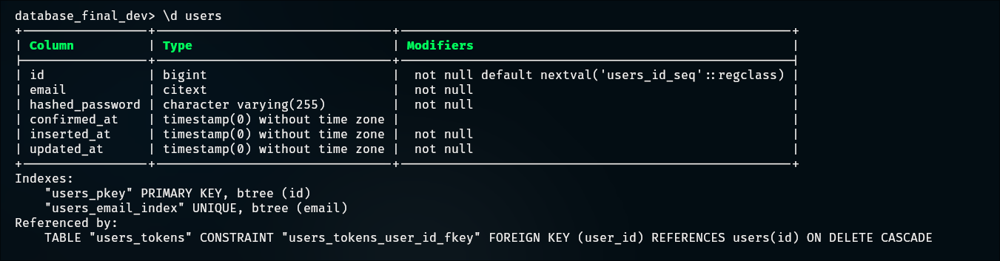 database_final_dev> \d users
+-----------------+--------------------------------+-----------------------------------------------------+
| Column          | Type                           | Modifiers                                           |
|-----------------+--------------------------------+-----------------------------------------------------|
| id              | bigint                         |  not null default nextval('users_id_seq'::regclass) |
| email           | citext                         |  not null                                           |
| hashed_password | character varying(255)         |  not null                                           |
| confirmed_at    | timestamp(0) without time zone |                                                     |
| inserted_at     | timestamp(0) without time zone |  not null                                           |
| updated_at      | timestamp(0) without time zone |  not null                                           |
+-----------------+--------------------------------+-----------------------------------------------------+
Indexes:
    "users_pkey" PRIMARY KEY, btree (id)
    "users_email_index" UNIQUE, btree (email)
Referenced by:
    TABLE "users_tokens" CONSTRAINT "users_tokens_user_id_fkey" FOREIGN KEY (user_id) REFERENCES users(id) ON DELETE CASCADE